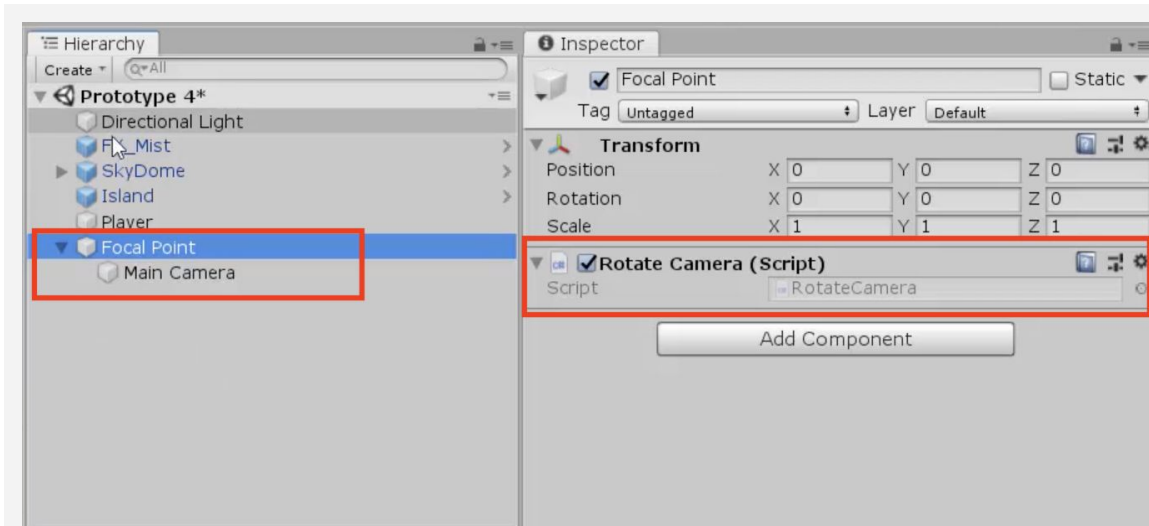 Hierarchy
Create
All
Prototype 4*
Directional Light
FX_Mist
SkyDome
Island
Player
Focal Point
Main Camera
Inspector
Focal Point Static
Tag Untagged Layer Default
Transform
Position X 0 Y 0 Z 0
Rotation X 0 Y 0 Z 0
Scale X 1 Y 1 Z 1
Rotate Camera (Script)
Script RotateCamera
Add Component